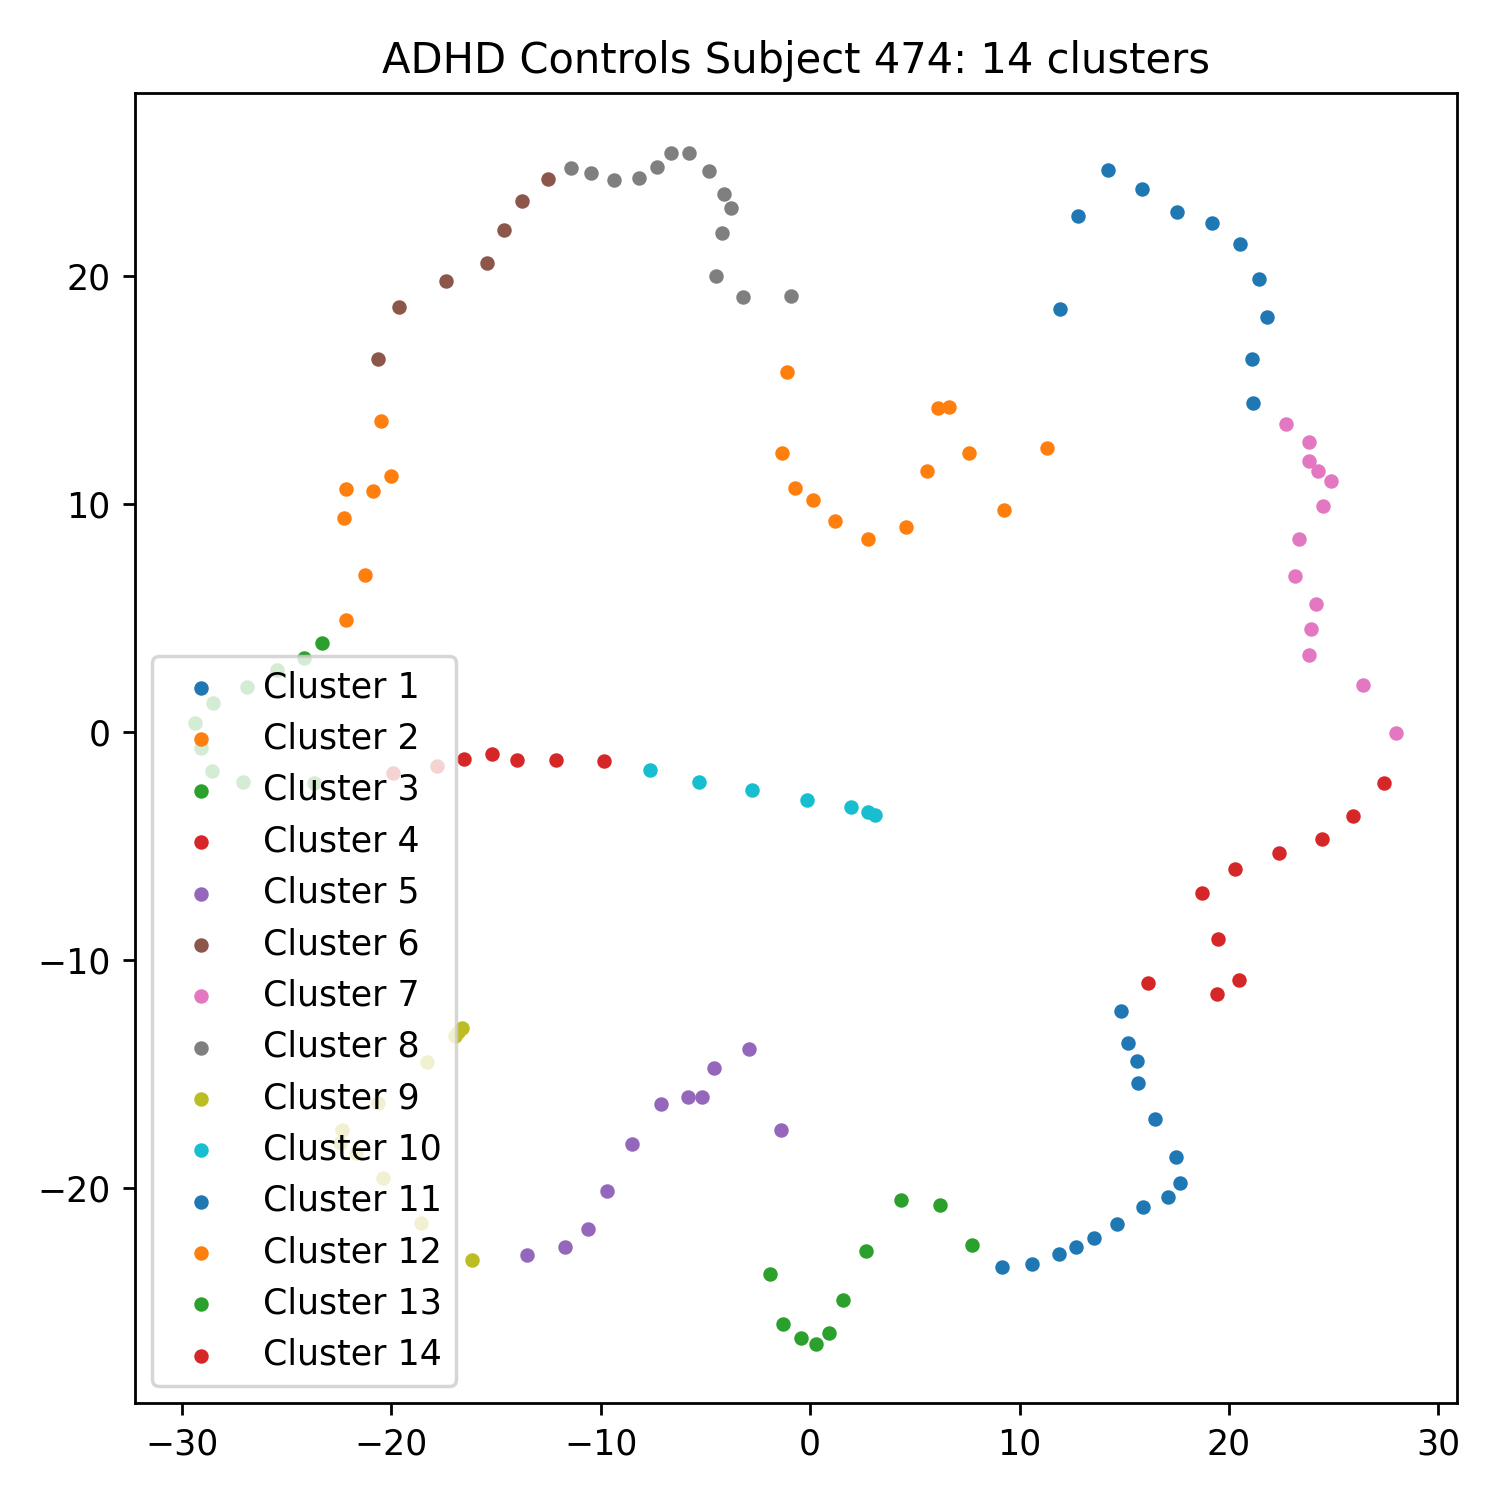 ADHD Controls Subject 474: 14 clusters
20
10
0
−10
−20
Cluster 1
Cluster 2
Cluster 3
Cluster 4
Cluster 5
Cluster 6
Cluster 7
Cluster 8
Cluster 9
Cluster 10
Cluster 11
Cluster 12
Cluster 13
Cluster 14
−30 −20 −10 0 10 20 30